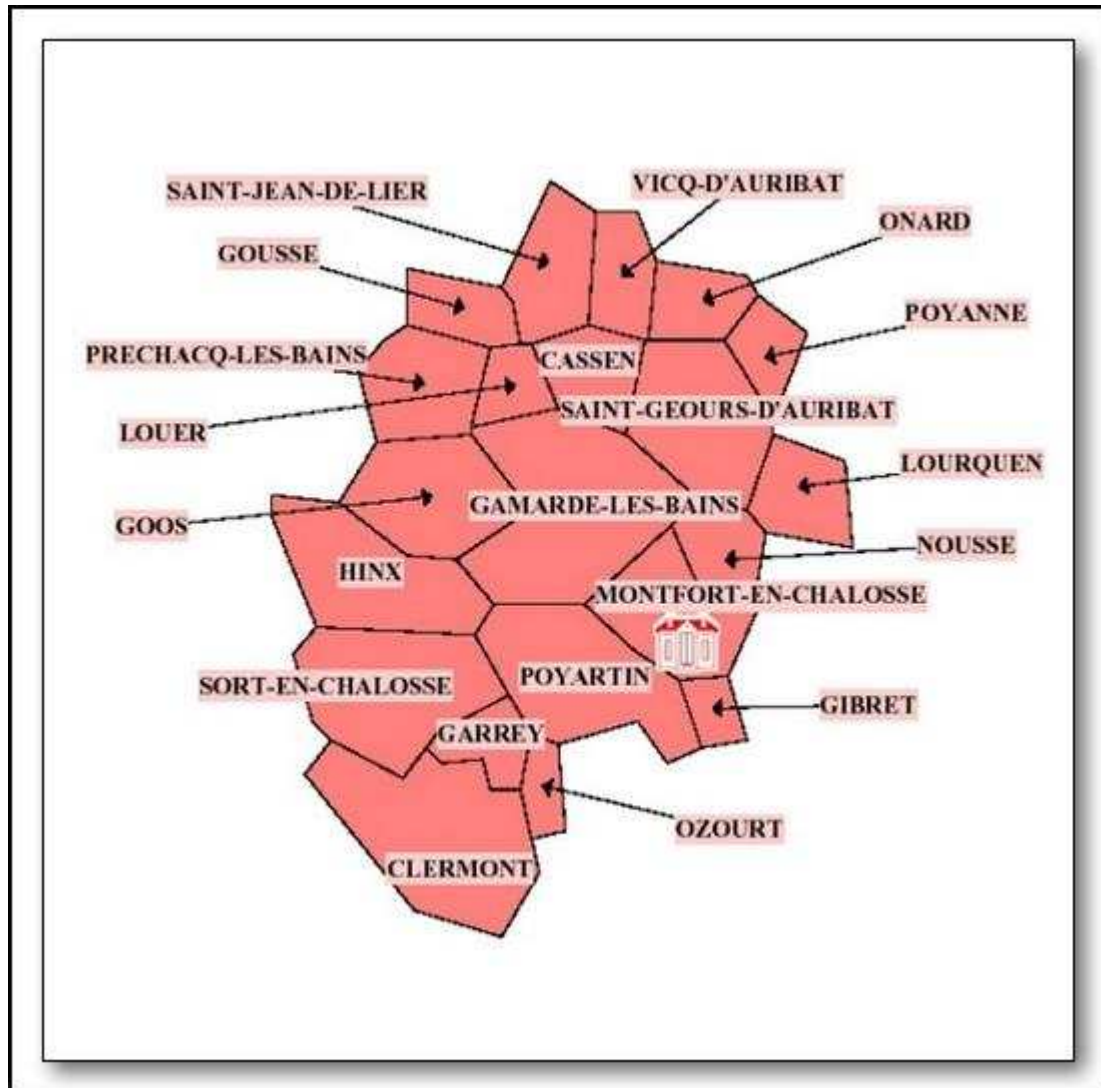 VICQ-D'AURIBAT
SAINT-JEAN-DE-LIER
ONARD
GOUSSE
POYANNE
PRECHACQ-LES-BAINS
CASSEN
SAINT-GEOURS-D'AURIBAT
LOUER
LOURQUEN
GAMARDE-LES-BAINS
GOOS
NOUSSE
HINX
MONTFORT-EN-CHALOSSE
POYARTIN
SORT-EN-CHALOSSE
GIBRET
GARREY
OZOURT
CLERMONT